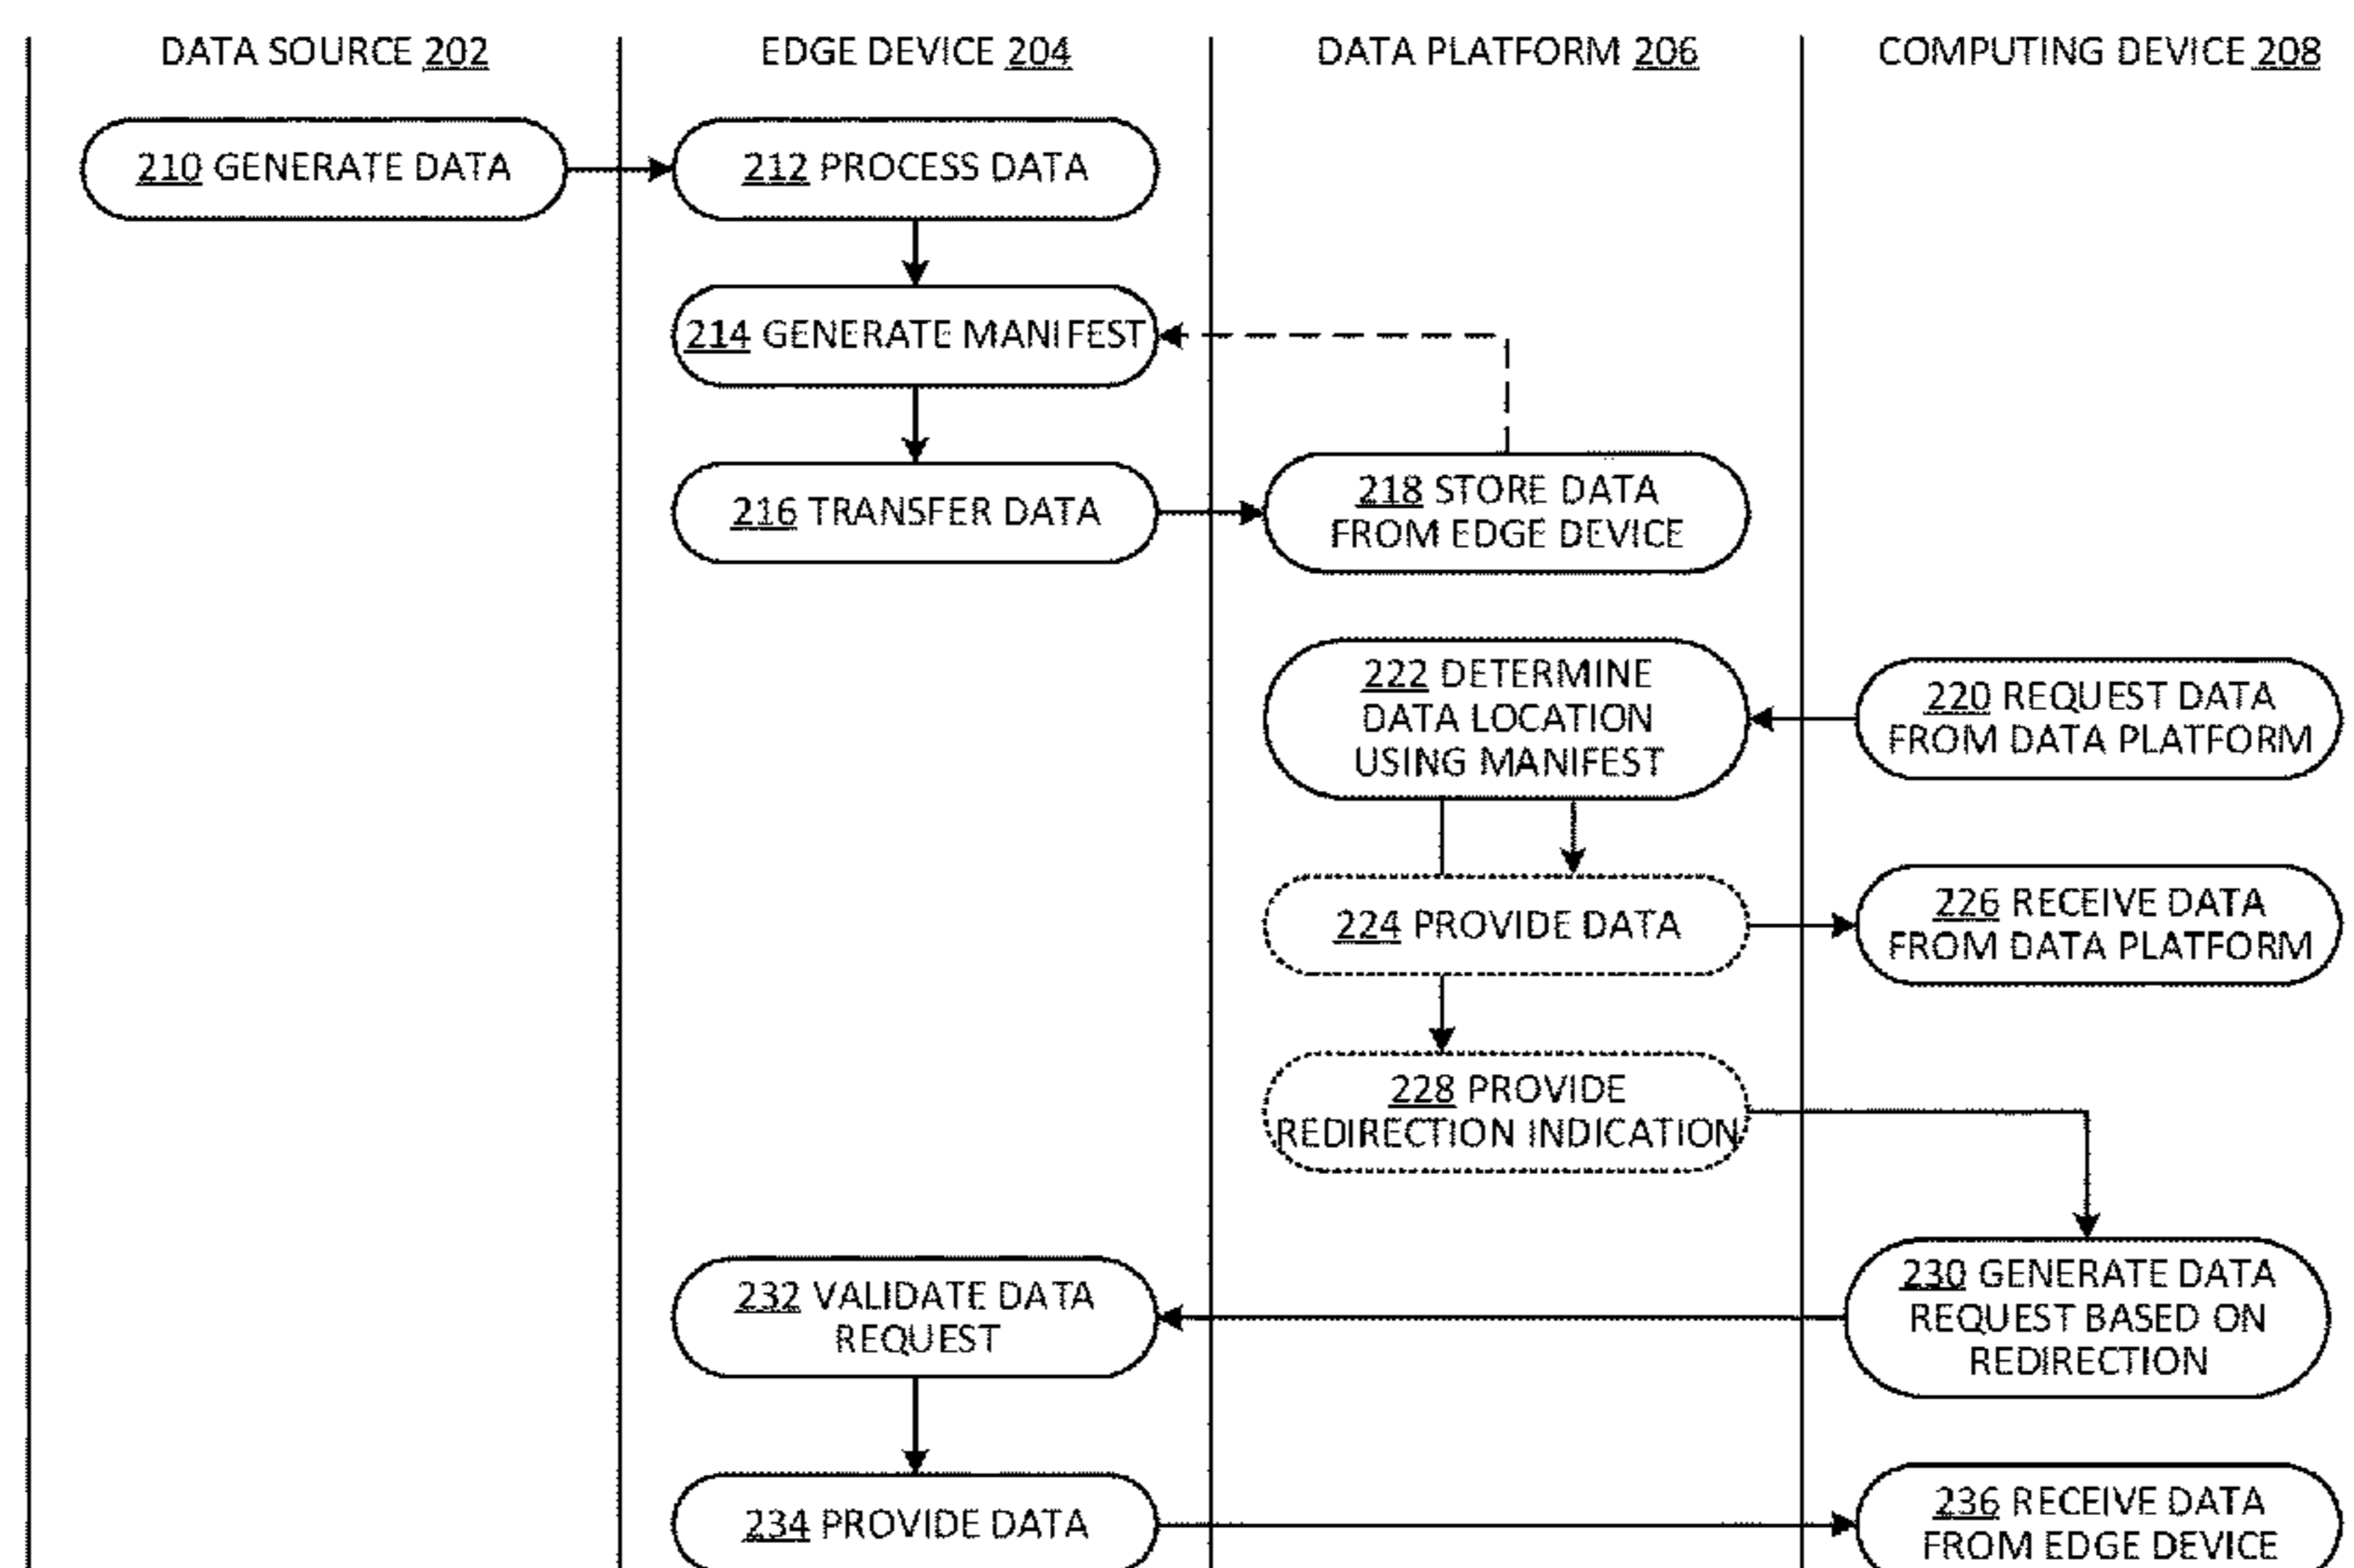 DATA SOURCE 202
EDGE DEVICE 204
DATA PLATFORM 206
COMPUTING DEVICE 208
210 GENERATE DATA
212 PROCESS DATA
214 GENERATE MANIFEST
216 TRANSFER DATA
218 STORE DATA
FROM EDGE DEVICE
220 REQUEST DATA
FROM DATA PLATFORM
222 DETERMINE
DATA LOCATION
USING MANIFEST
224 PROVIDE DATA
226 RECEIVE DATA
FROM DATA PLATFORM
228 PROVIDE
REDIRECTION INDICATION
230 GENERATE DATA
REQUEST BASED ON
REDIRECTION
232 VALIDATE DATA
REQUEST
234 PROVIDE DATA
236 RECEIVE DATA
FROM EDGE DEVICE